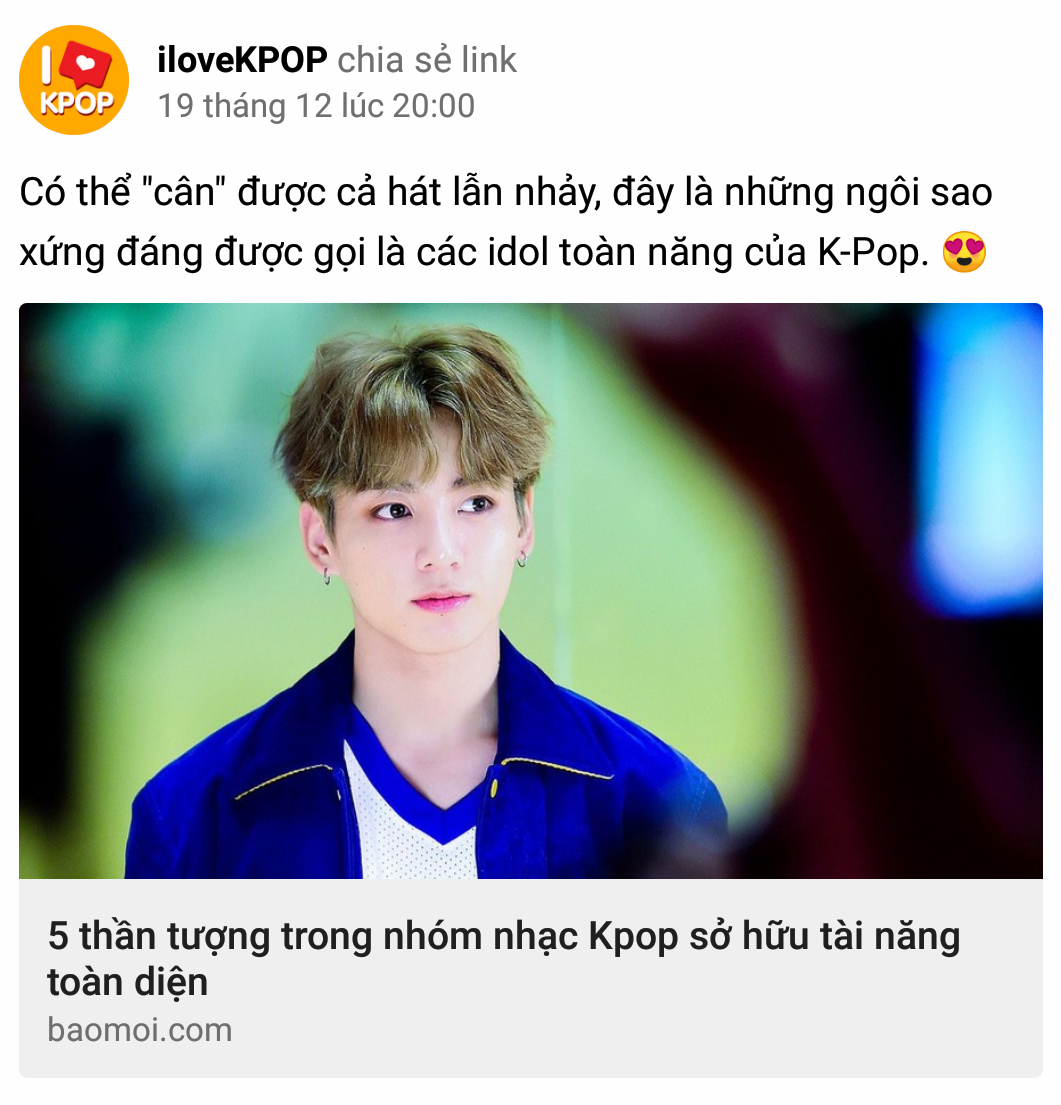 I
KPOP
iloveKPOP chia sẻ link
19 tháng 12 lúc 20:00
Có thể "cân" được cả hát lẫn nhảy, đây là những ngôi sao
xứng đáng được gọi là các idol toàn năng của K-Pop. 😍
5 thần tượng trong nhóm nhạc Kpop sở hữu tài năng
toàn diện
baomoi.com